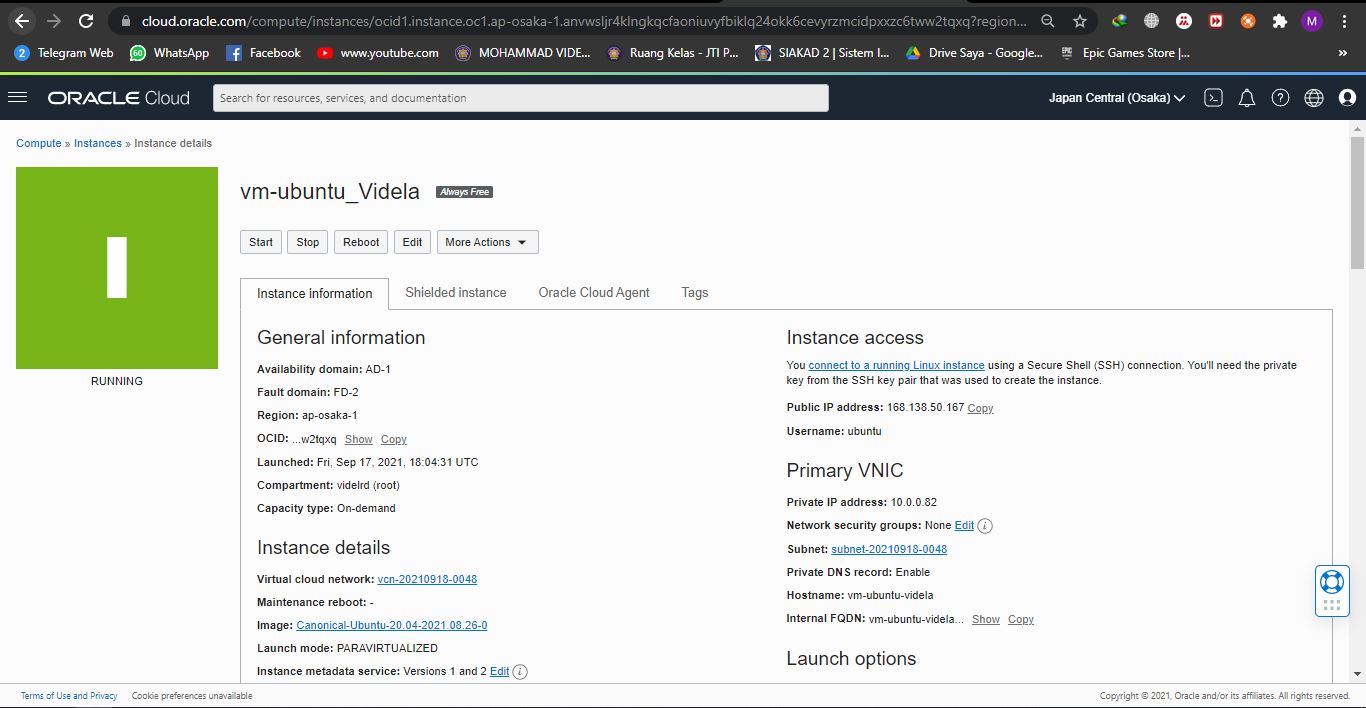 cloud.oracle.com/compute/instances/ocid1.instance.oc1.ap-osaka-1.anvwsljr4klngkqcfaoniuvyfbiklq24okk6cevyrzmcidpxxzc6tww2tqxq?region...
M
2 Telegram Web 60 WhatsApp Facebook www.youtube.com MOHAMMAD VIDE... Ruang Kelas - JTI P... SIAKAD 2 | Sistem I... Drive Saya - Google... EPIC Epic Games Store |... »
ORACLE Cloud Search for resources, services, and documentation Japan Central (Osaka)
Compute » Instances » Instance details
I
RUNNING
vm-ubuntu_Videla Always Free
Start Stop Reboot Edit More Actions
Instance information Shielded instance Oracle Cloud Agent Tags
General information
Availability domain: AD-1
Fault domain: FD-2
Region: ap-osaka-1
OCID: ...w2tqxq Show Copy
Launched: Fri, Sep 17, 2021, 18:04:31 UTC
Compartment: videlrd (root)
Capacity type: On-demand
Instance details
Virtual cloud network: vcn-20210918-0048
Maintenance reboot: -
Image: Canonical-Ubuntu-20.04-2021.08.26-0
Launch mode: PARAVIRTUALIZED
Instance metadata service: Versions 1 and 2 Edit i
Instance access
You connect to a running Linux instance using a Secure Shell (SSH) connection. You'll need the private
key from the SSH key pair that was used to create the instance.
Public IP address: 168.138.50.167 Copy
Username: ubuntu
Primary VNIC
Private IP address: 10.0.0.82
Network security groups: None Edit i
Subnet: subnet-20210918-0048
Private DNS record: Enable
Hostname: vm-ubuntu-videla
Internal FQDN: vm-ubuntu-videla... Show Copy
Launch options
Terms of Use and Privacy Cookie preferences unavailable Copyright © 2021, Oracle and/or its affiliates. All rights reserved.